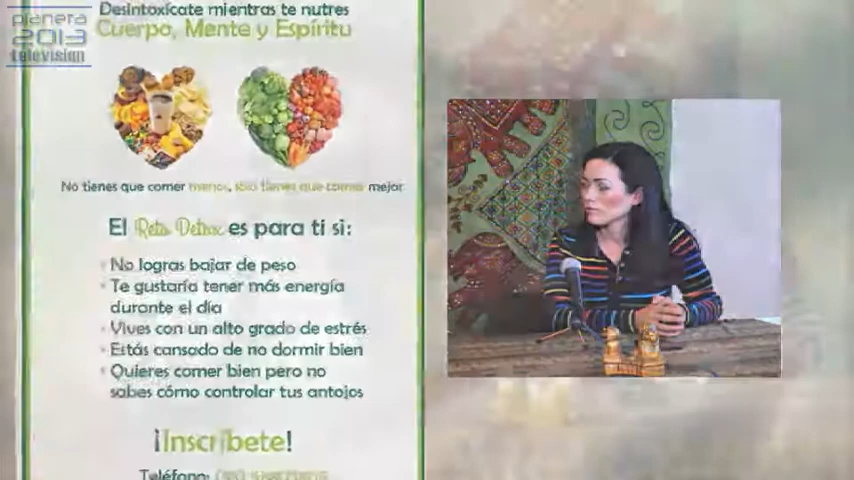 planera
2013
televisión
Desintoxícate mientras te nutres
Cuerpo, Mente y Espíritu
No tienes que comer menos, sólo tienes que comer mejor
El Reto Detox es para ti si:
No logras bajar de peso
Te gustaría tener más energía
durante el día
Vives con un alto grado de estrés
Estás cansado de no dormir bien
Quieres comer bien pero no
sabes cómo controlar tus antojos
¡Inscríbete!
Teléfono: